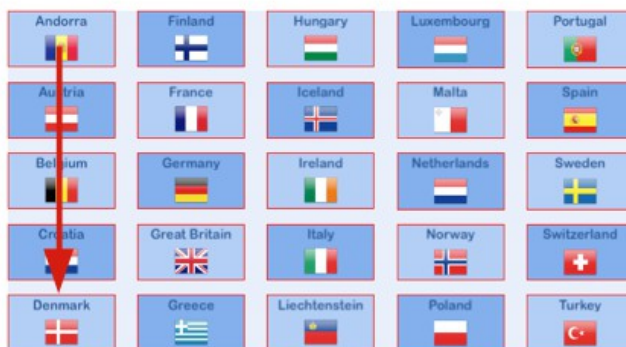 Andorra
Austria
Belgium
Croatia
Denmark
Finland
France
Germany
Great Britain
Greece
Hungary
Iceland
Ireland
Italy
Liechtenstein
Luxembourg
Malta
Netherlands
Norway
Poland
Portugal
Spain
Sweden
Switzerland
Turkey